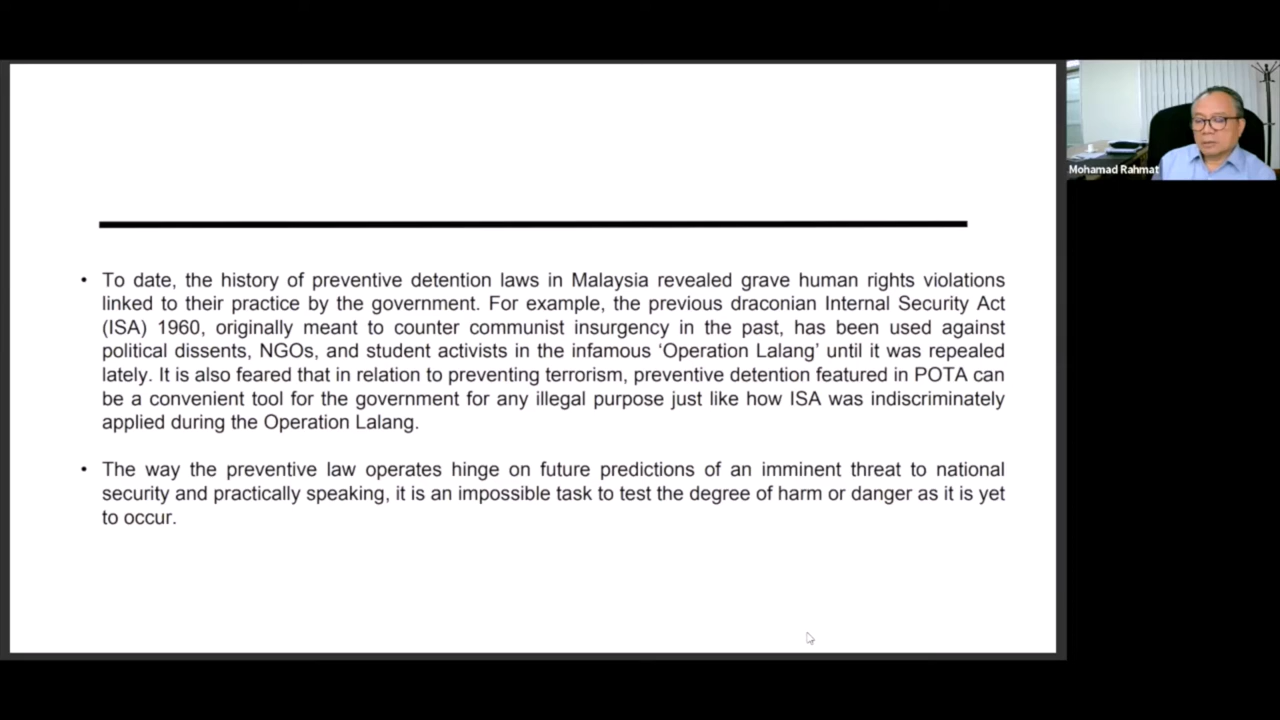 • To date, the history of preventive detention laws in Malaysia revealed grave human rights violations
linked to their practice by the government. For example, the previous draconian Internal Security Act
(ISA) 1960, originally meant to counter communist insurgency in the past, has been used against
political dissents, NGOs, and student activists in the infamous ‘Operation Lalang’ until it was repealed
lately. It is also feared that in relation to preventing terrorism, preventive detention featured in POTA can
be a convenient tool for the government for any illegal purpose just like how ISA was indiscriminately
applied during the Operation Lalang.
• The way the preventive law operates hinge on future predictions of an imminent threat to national
security and practically speaking, it is an impossible task to test the degree of harm or danger as it is yet
to occur.
Mohamad Rahmat